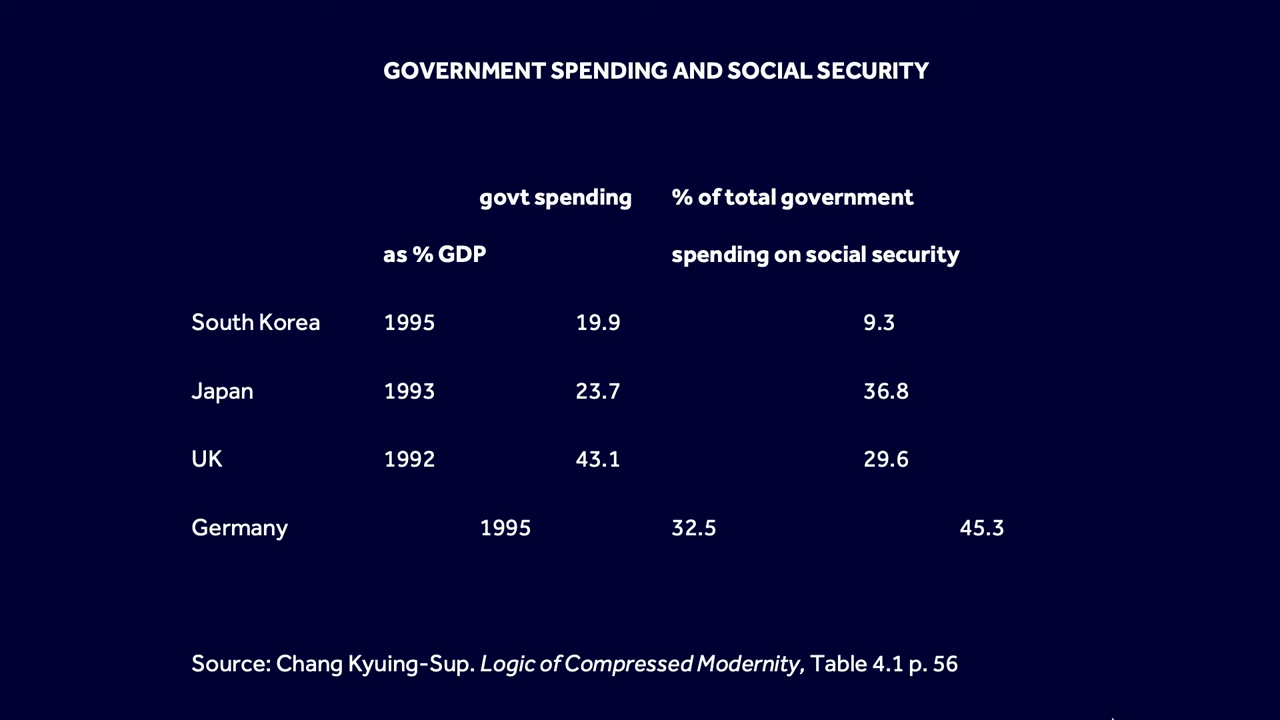 GOVERNMENT SPENDING AND SOCIAL SECURITY
govt spending % of total government
as % GDP spending on social security
South Korea 1995 19.9 9.3
Japan 1993 23.7 36.8
UK 1992 43.1 29.6
Germany 1995 32.5 45.3
Source: Chang Kyuing-Sup. Logic of Compressed Modernity, Table 4.1 p. 56